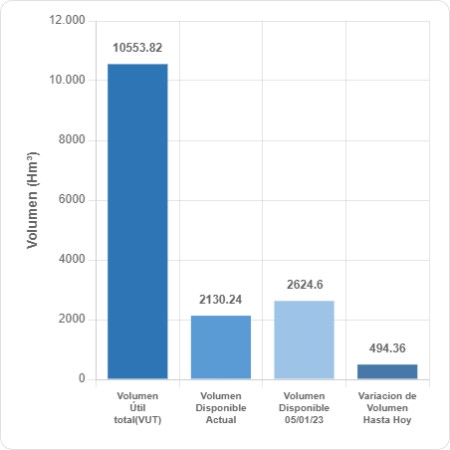 12.000
10.000
8000
6000
4000
2000
0
Volumen (Hm³)
10553.82
2130.24
2624.6
494.36
Volumen
Útil
total(VUT)
Volumen
Disponible
Actual
Volumen
Disponible
05/01/23
Variacion de
Volumen
Hasta Hoy